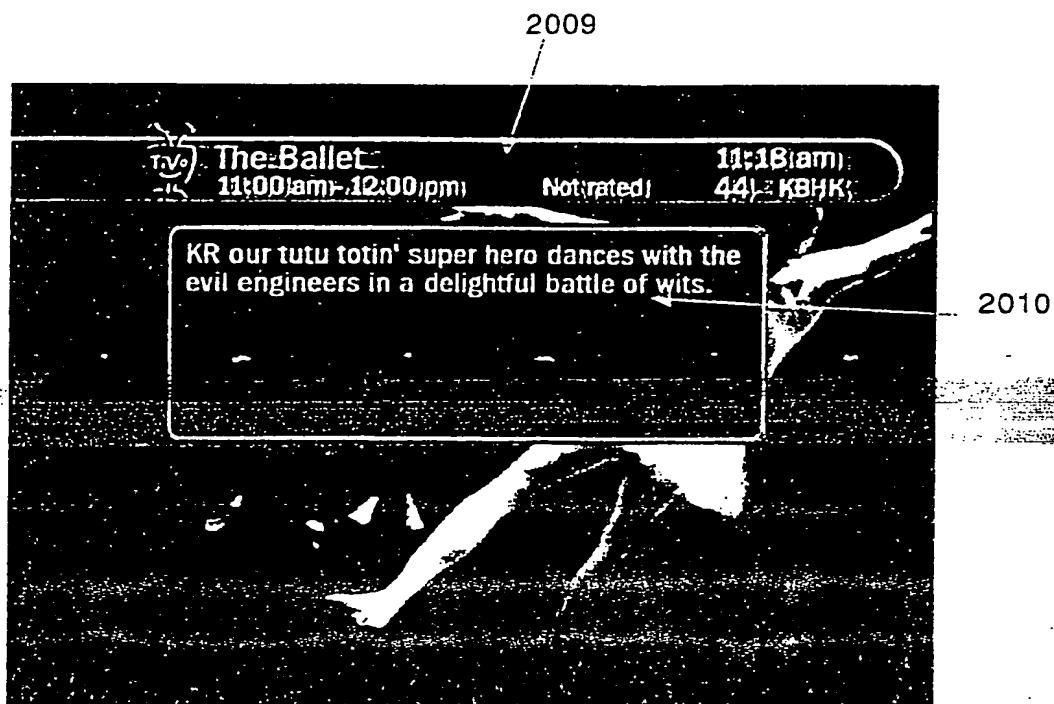 2009
TiVo The Ballet 11:18 am
11:00 am - 12:00 pm Not rated 44 - KBHK
KR our tutu totin' super hero dances with the
evil engineers in a delightful battle of wits.
2010